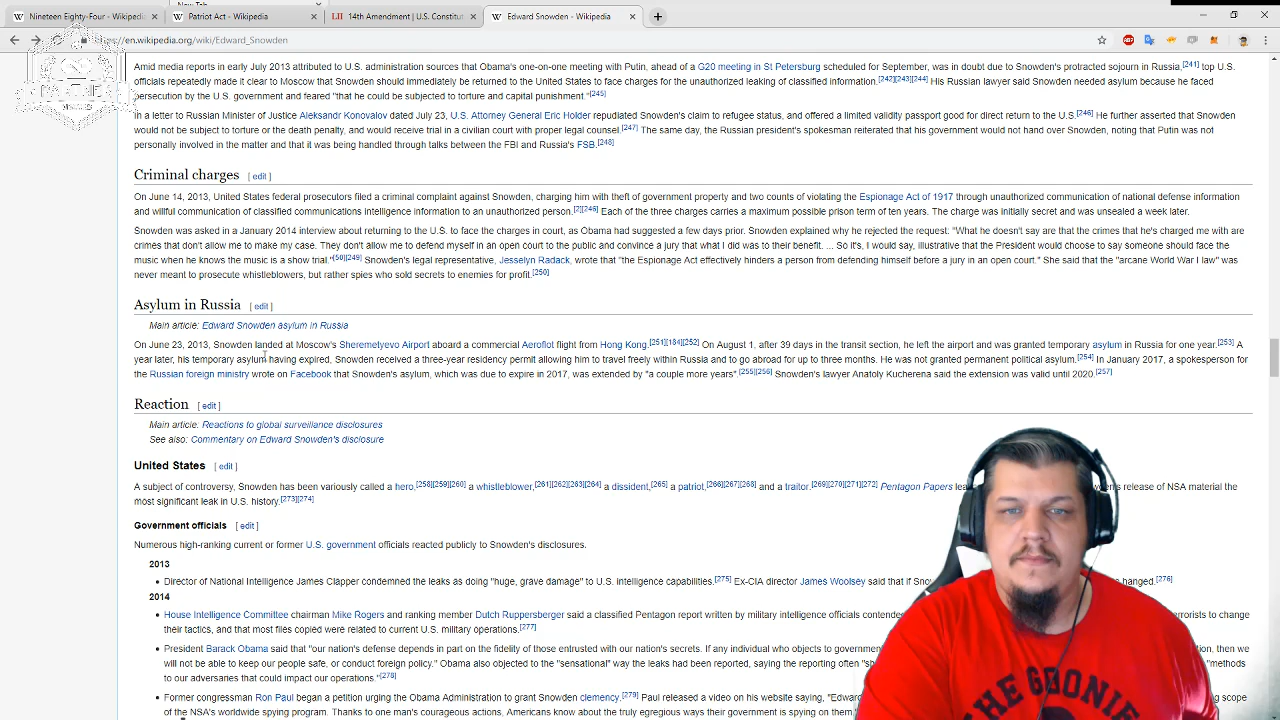 New Tab
Nineteen Eighty-Four - Wikipedia
Patriot Act - Wikipedia
LII 14th Amendment | U.S. Constitut
Edward Snowden - Wikipedia
https://en.wikipedia.org/wiki/Edward_Snowden
Amid media reports in early July 2013 attributed to U.S. administration sources that Obama's one-on-one meeting with Putin, ahead of a G20 meeting in St Petersburg scheduled for September, was in doubt due to Snowden's protracted sojourn in Russia,[241] top U.S.
officials repeatedly made it clear to Moscow that Snowden should immediately be returned to the United States to face charges for the unauthorized leaking of classified information.[242][243][244] His Russian lawyer said Snowden needed asylum because he faced
persecution by the U.S. government and feared "that he could be subjected to torture and capital punishment."[245]
In a letter to Russian Minister of Justice Aleksandr Konovalov dated July 23, U.S. Attorney General Eric Holder repudiated Snowden's claim to refugee status, and offered a limited validity passport good for direct return to the U.S.[246] He further asserted that Snowden
would not be subject to torture or the death penalty, and would receive trial in a civilian court with proper legal counsel.[247] The same day, the Russian president's spokesman reiterated that his government would not hand over Snowden, noting that Putin was not
personally involved in the matter and that it was being handled through talks between the FBI and Russia's FSB.[248]
Criminal charges [ edit ]
On June 14, 2013, United States federal prosecutors filed a criminal complaint against Snowden, charging him with theft of government property and two counts of violating the Espionage Act of 1917 through unauthorized communication of national defense information
and willful communication of classified communications intelligence information to an unauthorized person.[2][246] Each of the three charges carries a maximum possible prison term of ten years. The charge was initially secret and was unsealed a week later.
Snowden was asked in a January 2014 interview about returning to the U.S. to face the charges in court, as Obama had suggested a few days prior. Snowden explained why he rejected the request: "What he doesn't say are that the crimes that he's charged me with are
crimes that don't allow me to make my case. They don't allow me to defend myself in an open court to the public and convince a jury that what I did was to their benefit. ... So it's, I would say, illustrative that the President would choose to say someone should face the
music when he knows the music is a show trial."[50][249] Snowden's legal representative, Jesselyn Radack, wrote that "the Espionage Act effectively hinders a person from defending himself before a jury in an open court." She said that the "arcane World War I law" was
never meant to prosecute whistleblowers, but rather spies who sold secrets to enemies for profit.[250]
Asylum in Russia [ edit ]
Main article: Edward Snowden asylum in Russia
On June 23, 2013, Snowden landed at Moscow's Sheremetyevo Airport aboard a commercial Aeroflot flight from Hong Kong.[251][184][252] On August 1, after 39 days in the transit section, he left the airport and was granted temporary asylum in Russia for one year.[253] A
year later, his temporary asylum having expired, Snowden received a three-year residency permit allowing him to travel freely within Russia and to go abroad for up to three months. He was not granted permanent political asylum.[254] In January 2017, a spokesperson for
the Russian foreign ministry wrote on Facebook that Snowden's asylum, which was due to expire in 2017, was extended by "a couple more years".[255][256] Snowden's lawyer Anatoly Kucherena said the extension was valid until 2020.[257]
Reaction [ edit ]
Main article: Reactions to global surveillance disclosures
See also: Commentary on Edward Snowden's disclosure
United States [ edit ]
A subject of controversy, Snowden has been variously called a hero,[258][259][260] a whistleblower,[261][262][263][264] a dissident,[265] a patriot,[266][267][268] and a traitor.[269][270][271][272] Pentagon Papers release of NSA material the
most significant leak in U.S. history.[273][274]
Government officials [ edit ]
Numerous high-ranking current or former U.S. government officials reacted publicly to Snowden's disclosures.
2013
• Director of National Intelligence James Clapper condemned the leaks as doing "huge, grave damage" to U.S. intelligence capabilities.[275] Ex-CIA director James Woolsey said that if hanged.[276]
2014
• House Intelligence Committee chairman Mike Rogers and ranking member Dutch Ruppersberger said a classified Pentagon report written by military intelligence officials to change
their tactics, and that most files copied were related to current U.S. military operations.[277]
• President Barack Obama said that "our nation's defense depends in part on the fidelity of those entrusted with our nation's secrets. If any individual who objects to then we
will not be able to keep our people safe, or conduct foreign policy." Obama also objected to the "sensational" way the leaks had been reported, saying the reporting often "methods
to our adversaries that could impact our operations."[278]
• Former congressman Ron Paul began a petition urging the Obama Administration to grant Snowden clemency.[279] Paul released a video on his website saying, scope
of the NSA's worldwide spying program. Thanks to one man's courageous actions, Americans know about the truly egregious ways their government is spying on them
THE GOONIES